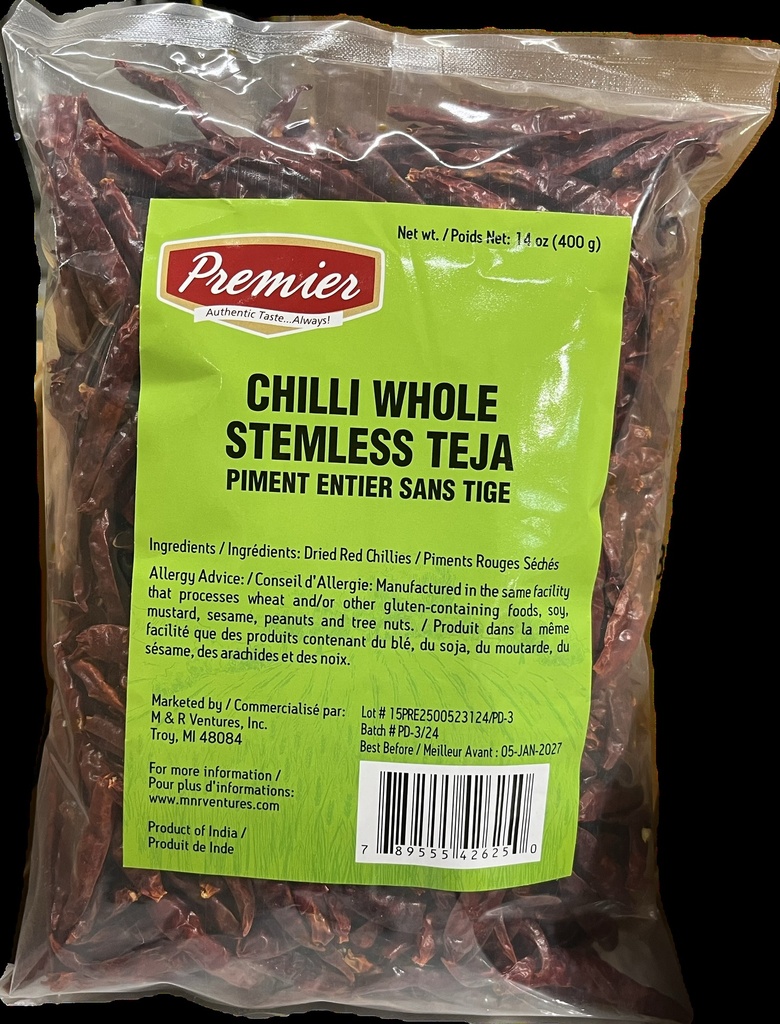 Net wt. / Poids Net: 14 oz (400 g)
Premier
Authentic Taste...Always!
CHILLI WHOLE
STEMLESS TEJA
PIMENT ENTIER SANS TIGE
Ingredients / Ingrédients: Dried Red Chillies / Piments Rouges Séchés
Allergy Advice: / Conseil d'Allergie: Manufactured in the same facility
that processes wheat and/or other gluten-containing foods, soy,
mustard, sesame, peanuts and tree nuts. / Produit dans la même
facilité que des produits contenant du blé, du soja, du moutarde, du
sésame, des arachides et des noix.
Marketed by / Commercialisé par:
M & R Ventures, Inc.
Troy, MI 48084
Lot # 15PRE2500523124/PD-3
Batch # PD-3/24
Best Before / Meilleur Avant : 05-JAN-2027
For more information /
Pour plus d'informations:
www.mnrventures.com
Product of India /
Produit de Inde
7 89555 42625 0